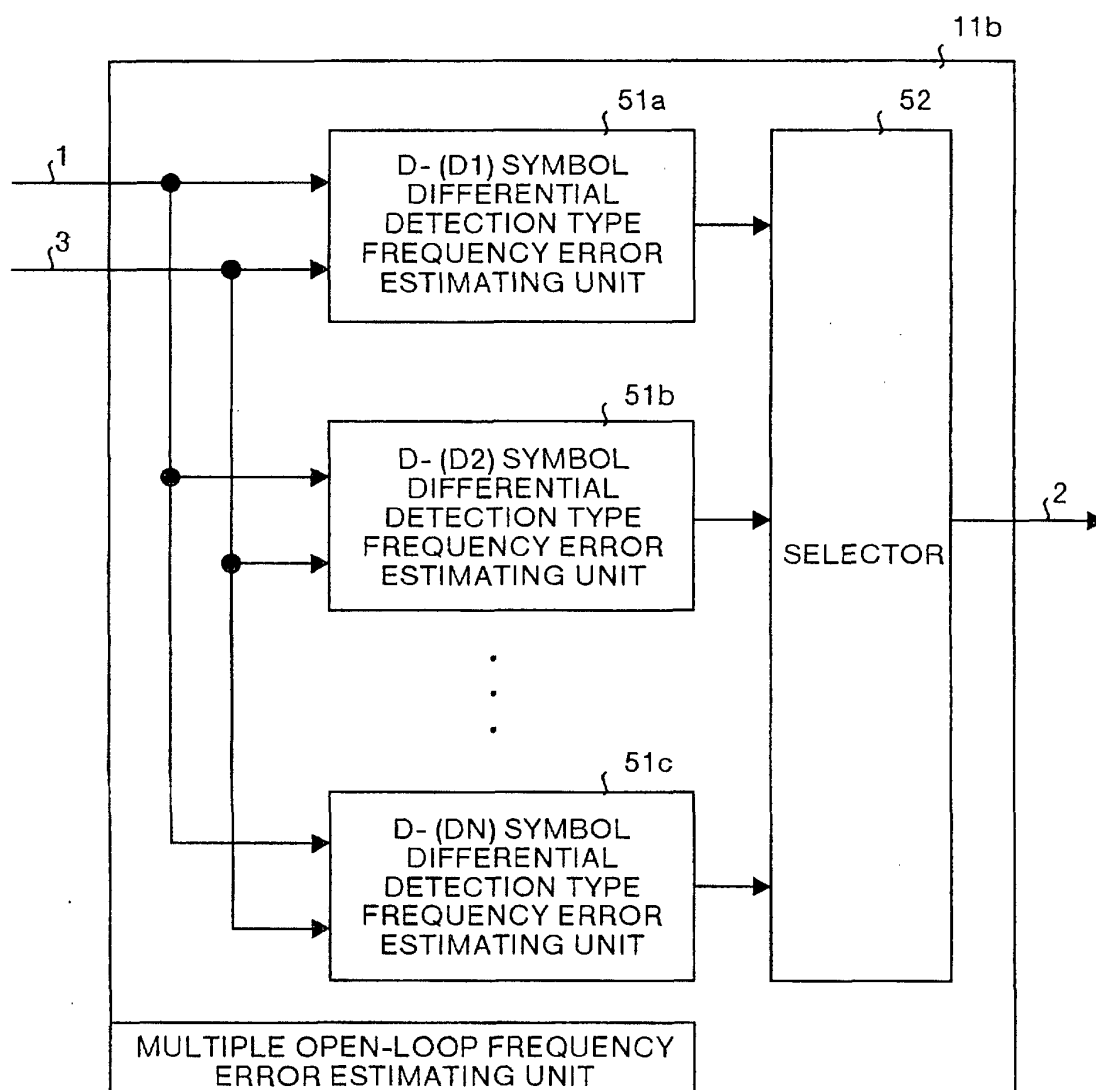 11b
51a
52
1
D- (D1) SYMBOL
DIFFERENTIAL
DETECTION TYPE
FREQUENCY ERROR
ESTIMATING UNIT
3
51b
D- (D2) SYMBOL
DIFFERENTIAL
DETECTION TYPE
FREQUENCY ERROR
ESTIMATING UNIT
2
SELECTOR
51c
D- (DN) SYMBOL
DIFFERENTIAL
DETECTION TYPE
FREQUENCY ERROR
ESTIMATING UNIT
MULTIPLE OPEN-LOOP FREQUENCY
ERROR ESTIMATING UNIT